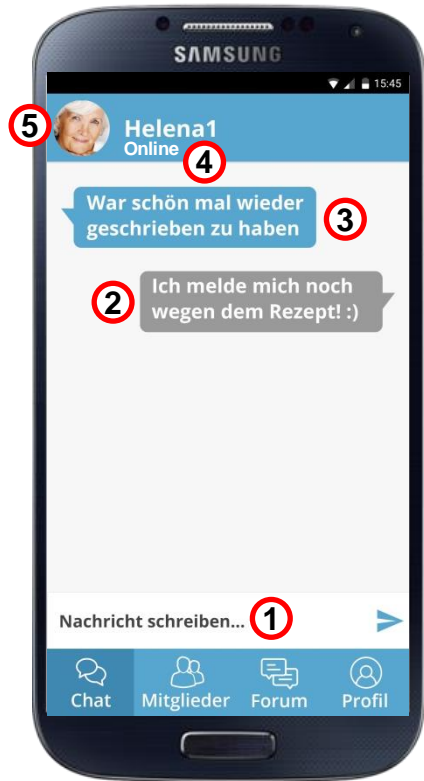 SAMSUNG
15:45
5
Helena1
Online
4
War schön mal wieder
geschrieben zu haben
3
2
Ich melde mich noch
wegen dem Rezept! :)
Nachricht schreiben...
1
Chat
Mitglieder
Forum
Profil